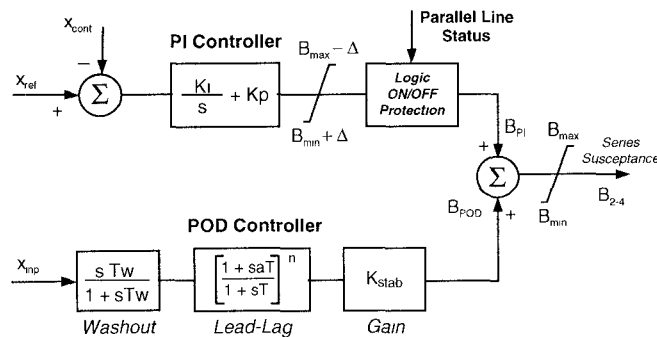 x_cont
PI Controller
Parallel Line
Status
x_ref
−
+
Σ
K_I
s
+ Kp
B_max − Δ
B_min + Δ
Logic
ON/OFF
Protection
B_PI
+
Σ
B_POD
+
B_max
B_min
Series
Susceptance
B_2-4
POD Controller
x_inp
s Tw
1 + sTw
Washout
[1 + saT
1 + sT] n
Lead-Lag
K_stab
Gain